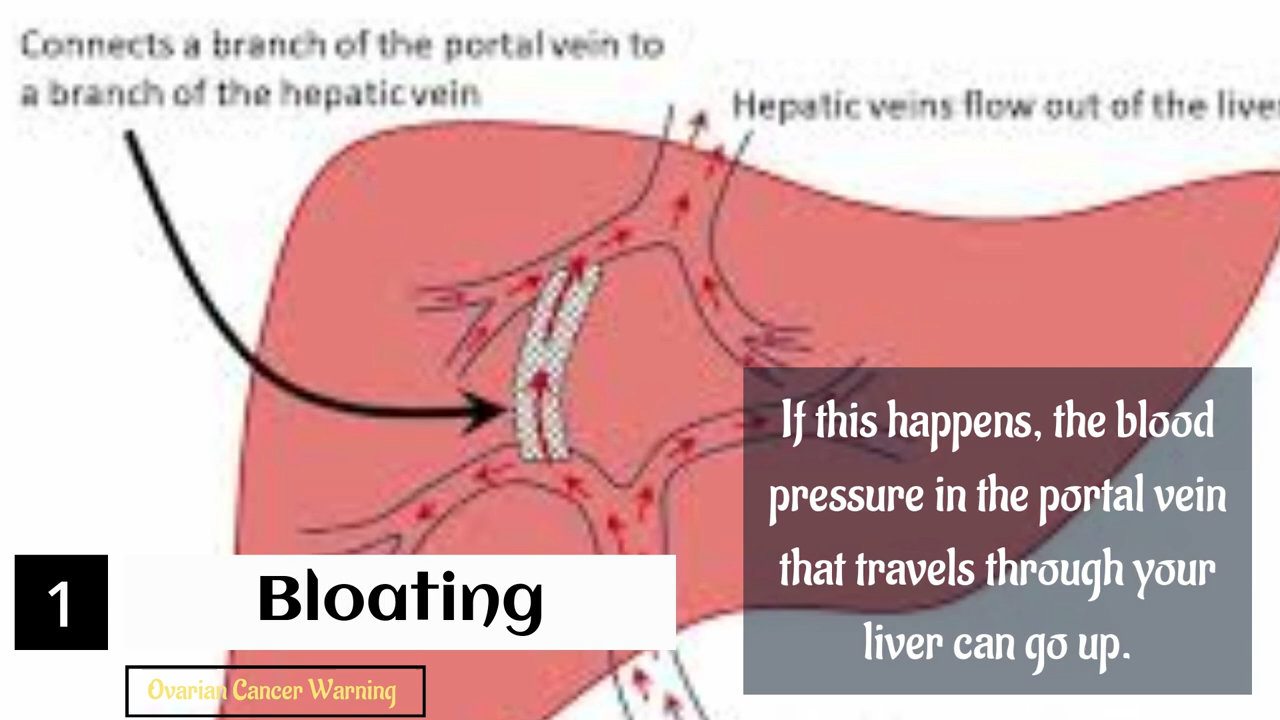 Connects a branch of the portal vein to
a branch of the hepatic vein
Hepatic veins flow out of the liver
If this happens, the blood
pressure in the portal vein
that travels through your
liver can go up.
1
Bloating
Ovarian Cancer Warning